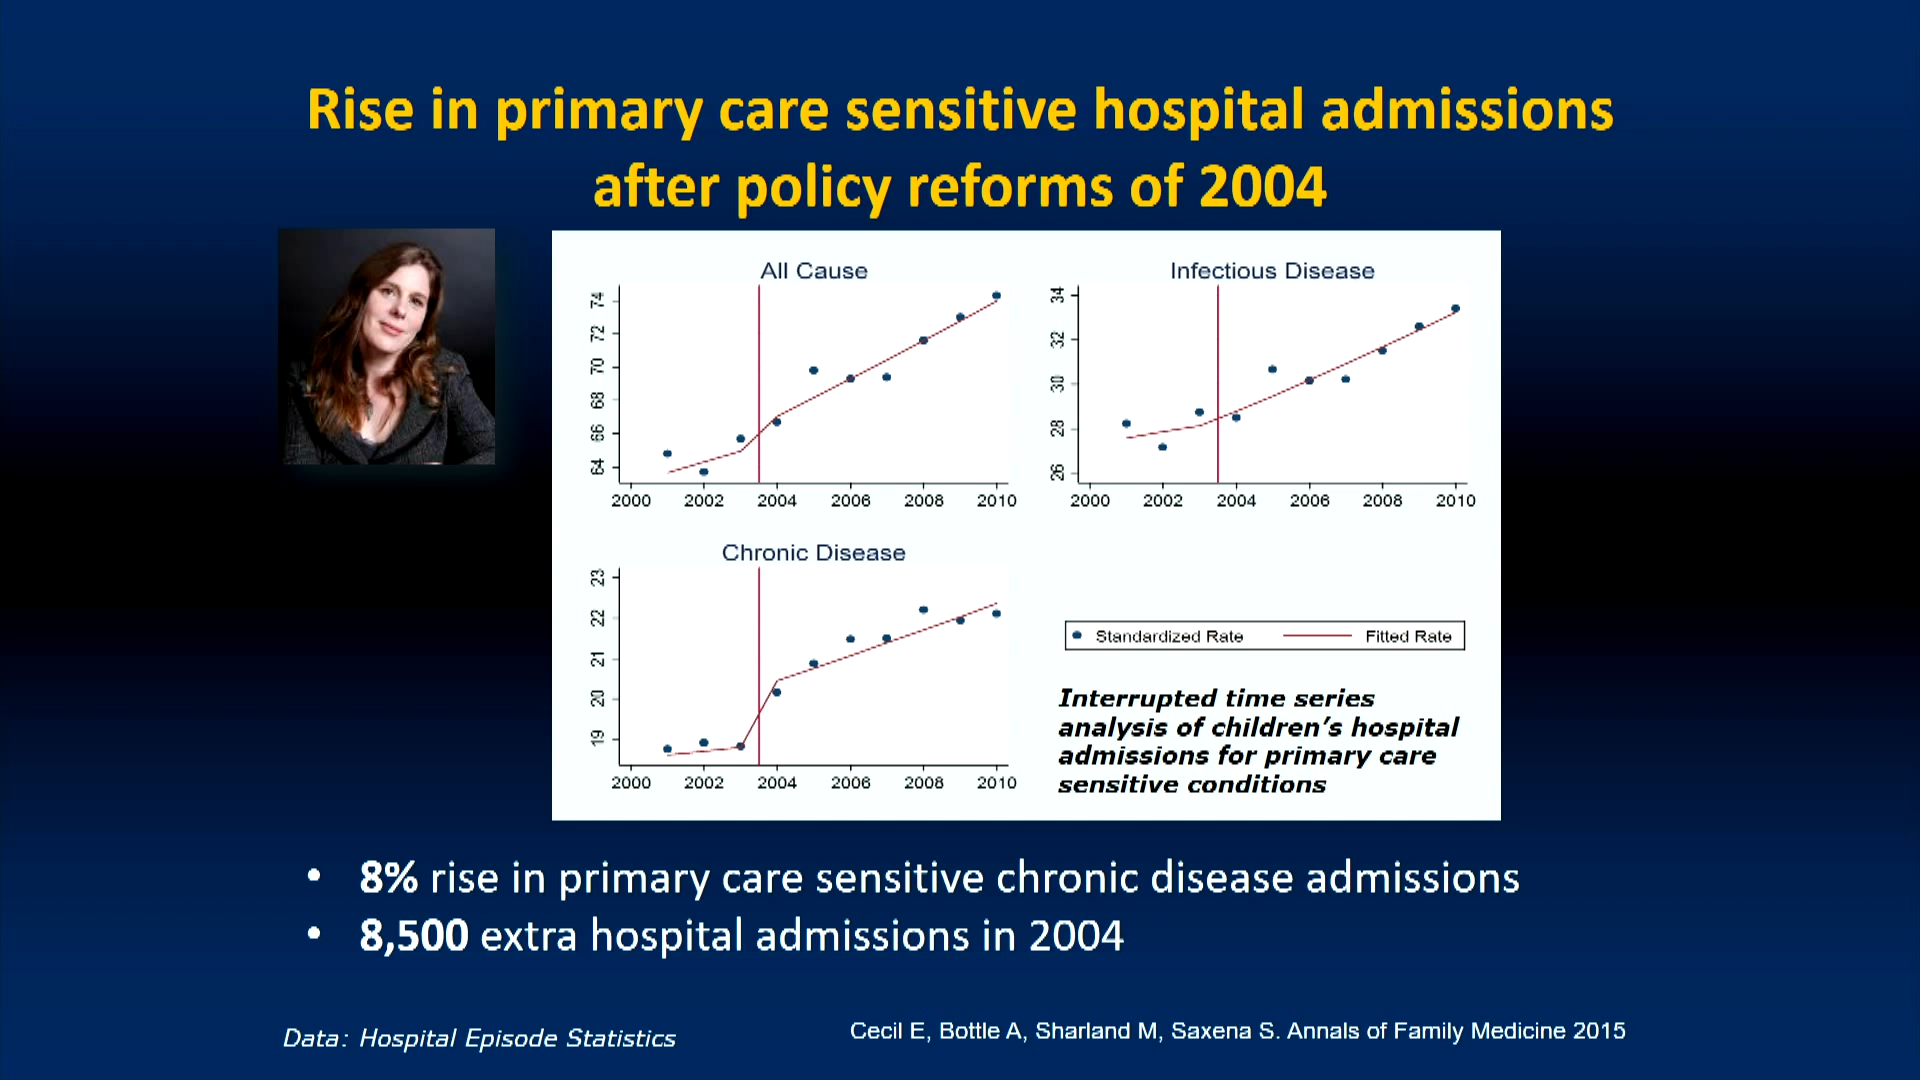 Rise in primary care sensitive hospital admissions
after policy reforms of 2004
All Cause
74
72
70
68
66
64
2000 2002 2004 2006 2008 2010
Infectious Disease
34
32
30
28
26
2000 2002 2004 2006 2008 2010
Chronic Disease
23
22
21
20
19
2000 2002 2004 2006 2008 2010
Standardized Rate Fitted Rate
Interrupted time series
analysis of children’s hospital
admissions for primary care
sensitive conditions
• 8% rise in primary care sensitive chronic disease admissions
• 8,500 extra hospital admissions in 2004
Data: Hospital Episode Statistics
Cecil E, Bottle A, Sharland M, Saxena S. Annals of Family Medicine 2015